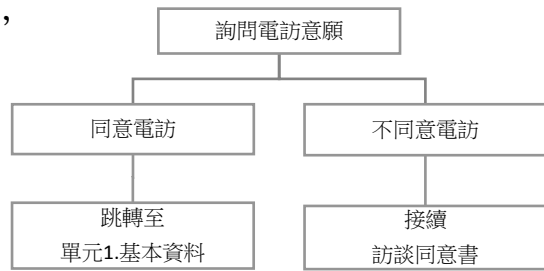 ，
詢問電訪意願
同意電訪
不同意電訪
跳轉至
單元1.基本資料
接續
訪談同意書